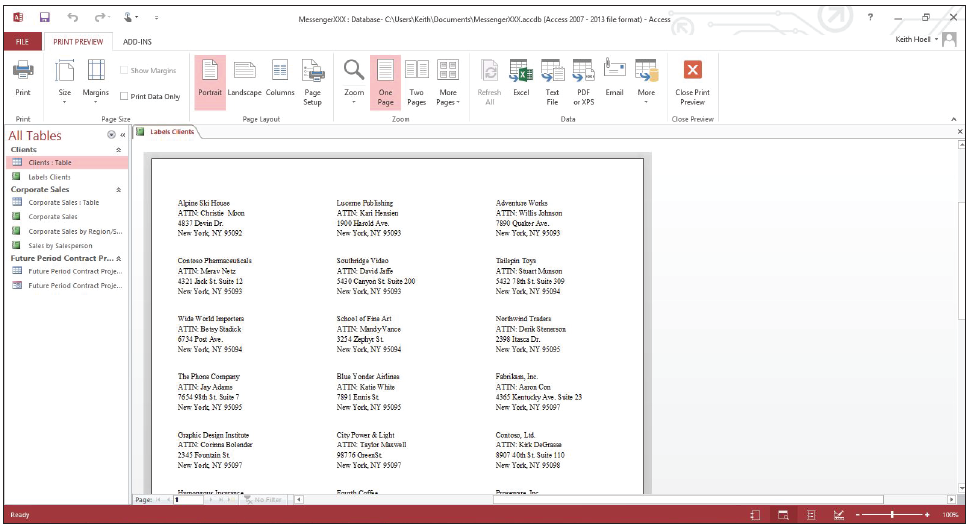 MessengerXXX : Database- C:\Users\Keith\Documents\MessengerXXX.accdb (Access 2007 - 2013 file format) - Access
?
FILE PRINT PREVIEW ADD-INS
Keith Hoell
Print
Size
Margins
Show Margins
Print Data Only
Portrait
Landscape
Columns
Page Setup
Zoom
One Page
Two Pages
More Pages
Refresh All
Excel
Text File
PDF or XPS
Email
More
Close Print Preview
Print Page Size Page Layout Zoom Data Close Preview
All Tables
Clients
Clients : Table
Labels Clients
Corporate Sales
Corporate Sales : Table
Corporate Sales
Corporate Sales by Region/S...
Sales by Salesperson
Future Period Contract Pr...
Future Period Contract Proje...
Future Period Contract Proje...
Labels Clients
Alpine Ski House
ATTN: Christie Moon
4837 Devin Dr.
New York, NY 95092
Lucerne Publishing
ATTN: Kari Hensien
1900 Harold Ave.
New York, NY 95093
Adventure Works
ATTN: Willis Johnson
7890 Quaker Ave.
New York, NY 95093
Contoso Pharmaceuticals
ATTN: Merav Netz
4321 Jack St. Suite 12
New York, NY 95093
Southridge Video
ATTN: David Jaffe
5430 Canyon St. Suite 200
New York, NY 95093
Tailspin Toys
ATTN: Stuart Munson
5432 78th St. Suite 309
New York, NY 95094
Wide World Importers
ATTN: Betsy Stadick
6734 Post Ave.
New York, NY 95094
School of Fine Art
ATTN: Mandy Vance
3254 Zephyr St.
New York, NY 95094
Northwind Traders
ATTN: Derik Stenerson
2398 Itasca Dr.
New York, NY 95095
The Phone Company
ATTN: Jay Adams
7654 98th St. Suite 7
New York, NY 95095
Blue Yonder Airlines
ATTN: Katie White
7891 Ennis St.
New York, NY 95095
Fabrikam, Inc.
ATTN: Aaron Con
4365 Kentucky Ave. Suite 23
New York, NY 95097
Graphic Design Institute
ATTN: Corinna Bolender
2345 Fountain St.
New York, NY 95097
City Power & Light
ATTN: Taylor Maxwell
98776 GreenSt.
New York, NY 95097
Contoso, Ltd.
ATTN: Kirk DeGrasse
8907 40th St. Suite 110
New York, NY 95098
Humongous Insurance
Fourth Coffee
Proseware, Inc.
Page: 1 No Filter
Ready
100%